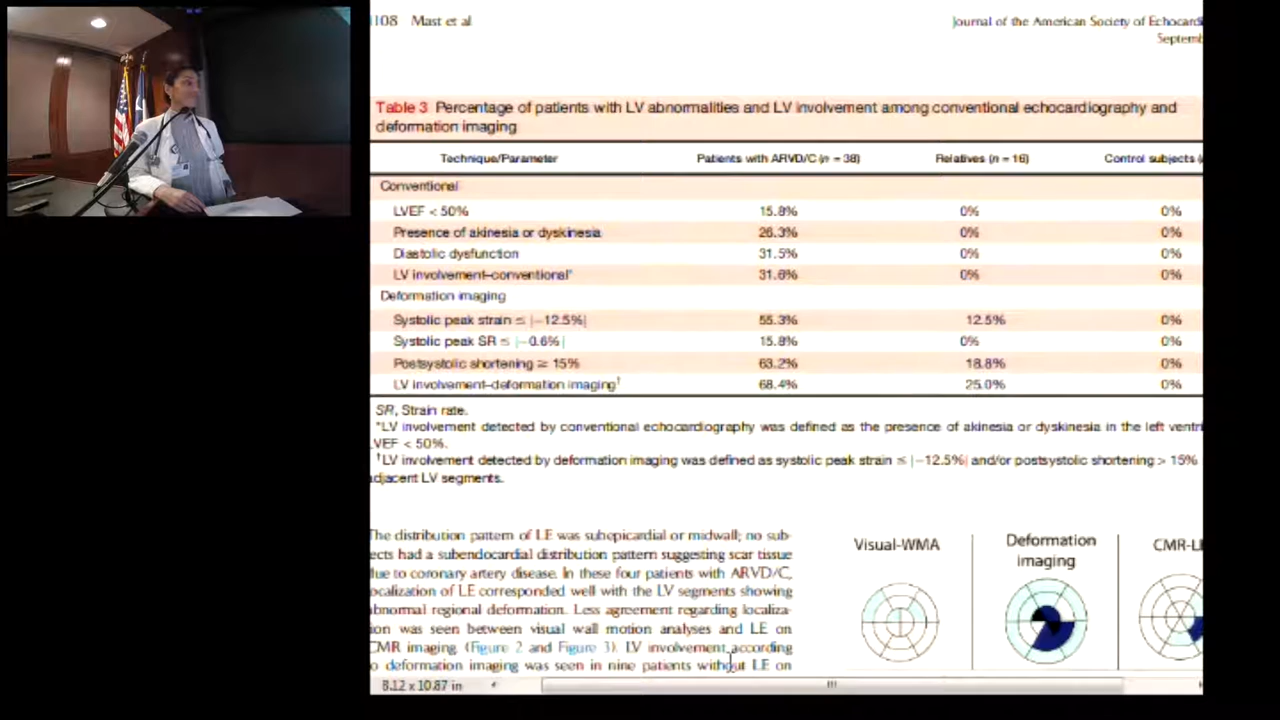 108 Mast et al
Journal of the American Society of Echocardi
Septemb
Table 3 Percentage of patients with LV abnormalities and LV involvement among conventional echocardiography and
deformation imaging
Technique/Parameter Patients with ARVD/C (n = 38) Relatives (n = 16) Control subjects (
Conventional
LVEF < 50% 15.8% 0% 0%
Presence of akinesia or dyskinesia 26.3% 0% 0%
Diastolic dysfunction 31.5% 0% 0%
LV involvement–conventional* 31.6% 0% 0%
Deformation imaging
Systolic peak strain ≤ |−12.5%| 55.3% 12.5% 0%
Systolic peak SR ≤ |−0.6%| 15.8% 0% 0%
Postsystolic shortening ≥ 15% 63.2% 18.8% 0%
LV involvement–deformation imaging† 68.4% 25.0% 0%
SR, Strain rate.
*LV involvement detected by conventional echocardiography was defined as the presence of akinesia or dyskinesia in the left ventri
VEF < 50%.
†LV involvement detected by deformation imaging was defined as systolic peak strain ≤ |−12.5%| and/or postsystolic shortening > 15%
adjacent LV segments.
The distribution pattern of LE was subepicardial or midwall; no sub-
ects had a subendocardial distribution pattern suggesting scar tissue
due to coronary artery disease. In these four patients with ARVD/C,
ocalization of LE corresponded well with the LV segments showing
abnormal regional deformation. Less agreement regarding localiza-
ion was seen between visual wall motion analyses and LE on
CMR imaging (Figure 2 and Figure 3). LV involvement according
o deformation imaging was seen in nine patients without LE on
Visual-WMA
Deformation
imaging
CMR-L
8.12 x 10.87 in